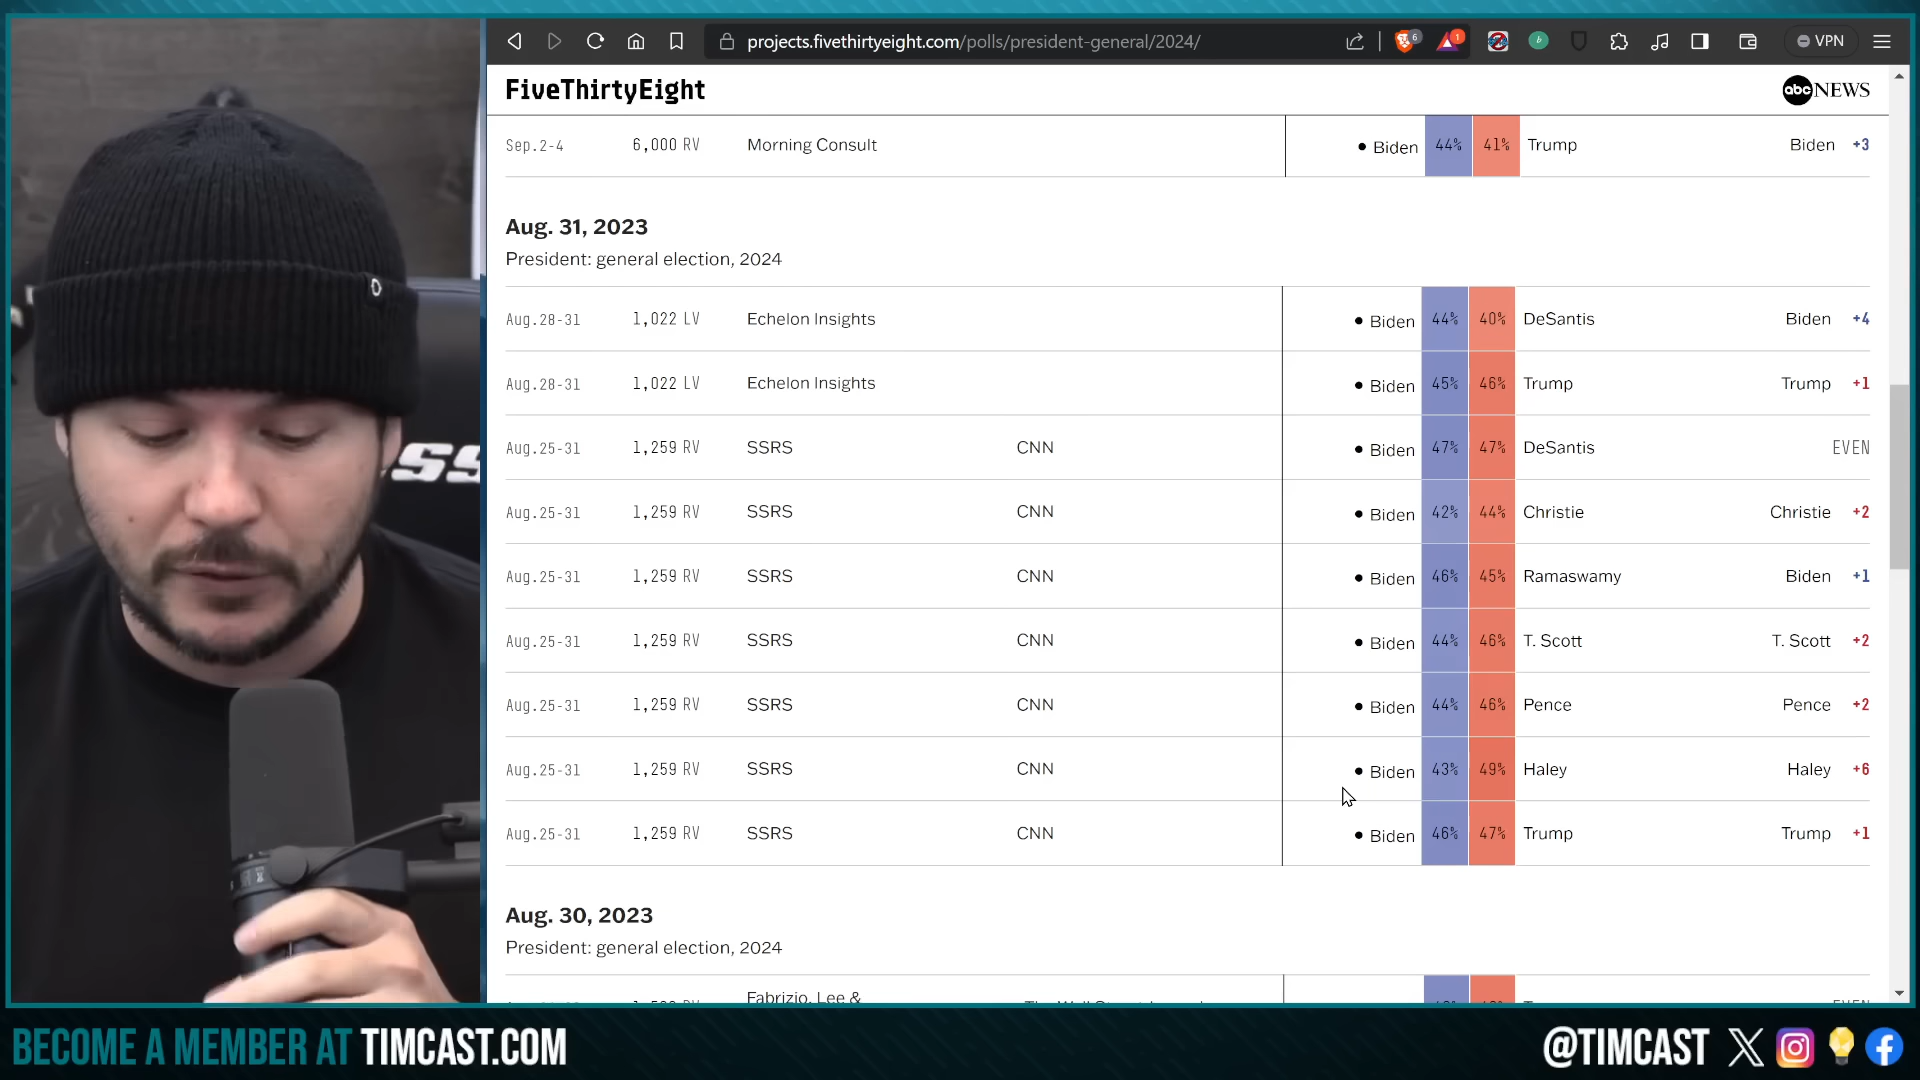 projects.fivethirtyeight.com/polls/president-general/2024/
6
1
VPN
FiveThirtyEight
abc NEWS
Sep.2-4 6,000 RV Morning Consult • Biden 44% 41% Trump Biden +3
Aug. 31, 2023
President: general election, 2024
Aug.28-31 1,022 LV Echelon Insights • Biden 44% 40% DeSantis Biden +4
Aug.28-31 1,022 LV Echelon Insights • Biden 45% 46% Trump Trump +1
Aug.25-31 1,259 RV SSRS CNN • Biden 47% 47% DeSantis EVEN
Aug.25-31 1,259 RV SSRS CNN • Biden 42% 44% Christie Christie +2
Aug.25-31 1,259 RV SSRS CNN • Biden 46% 45% Ramaswamy Biden +1
Aug.25-31 1,259 RV SSRS CNN • Biden 44% 46% T. Scott T. Scott +2
Aug.25-31 1,259 RV SSRS CNN • Biden 44% 46% Pence Pence +2
Aug.25-31 1,259 RV SSRS CNN • Biden 43% 49% Haley Haley +6
Aug.25-31 1,259 RV SSRS CNN • Biden 46% 47% Trump Trump +1
Aug. 30, 2023
President: general election, 2024
Fabrizio, Lee &
BECOME A MEMBER AT TIMCAST.COM
@TIMCAST